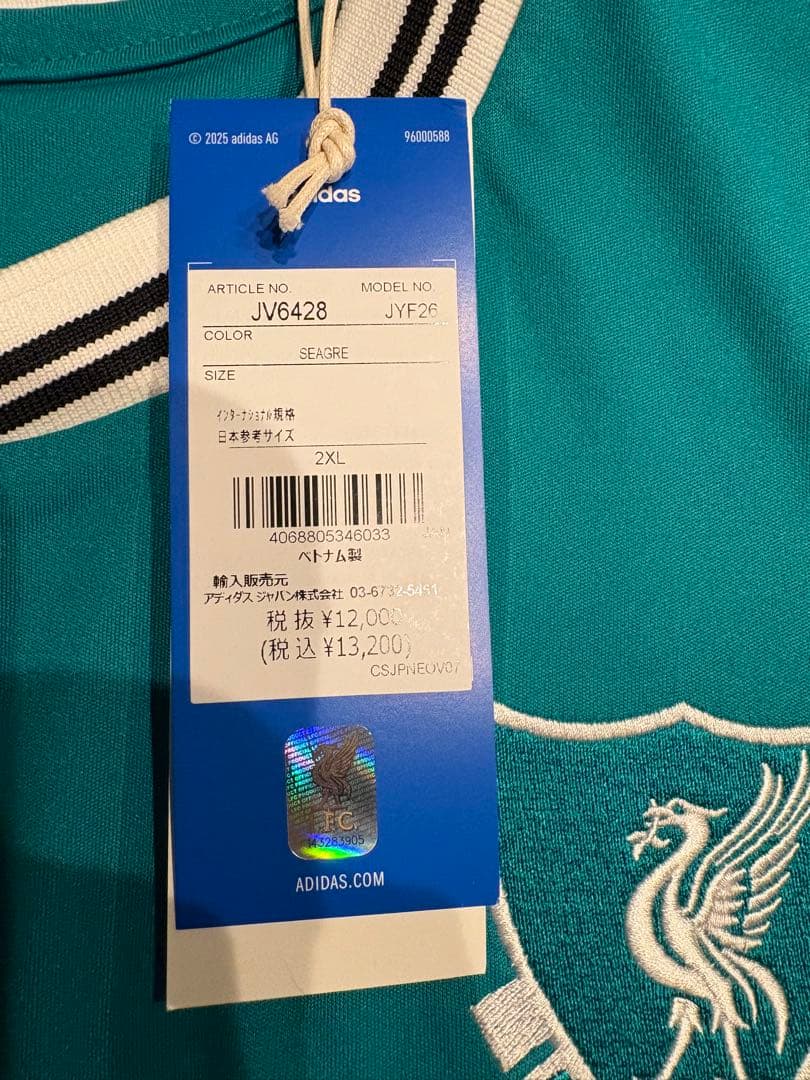 © 2025 adidas AG
96000588
adidas
ARTICLE NO. MODEL NO.
JV6428 JYF26
COLOR
SEAGRE
SIZE
インターナショナル規格
日本参考サイズ
2XL
4068805346033
ベトナム製
輸入販売元
アディダス ジャパン株式会社 03-6732-5451
税抜 ¥12,000
(税込 ¥13,200)
CSJPNEOV07
FC
143283905
ADIDAS.COM